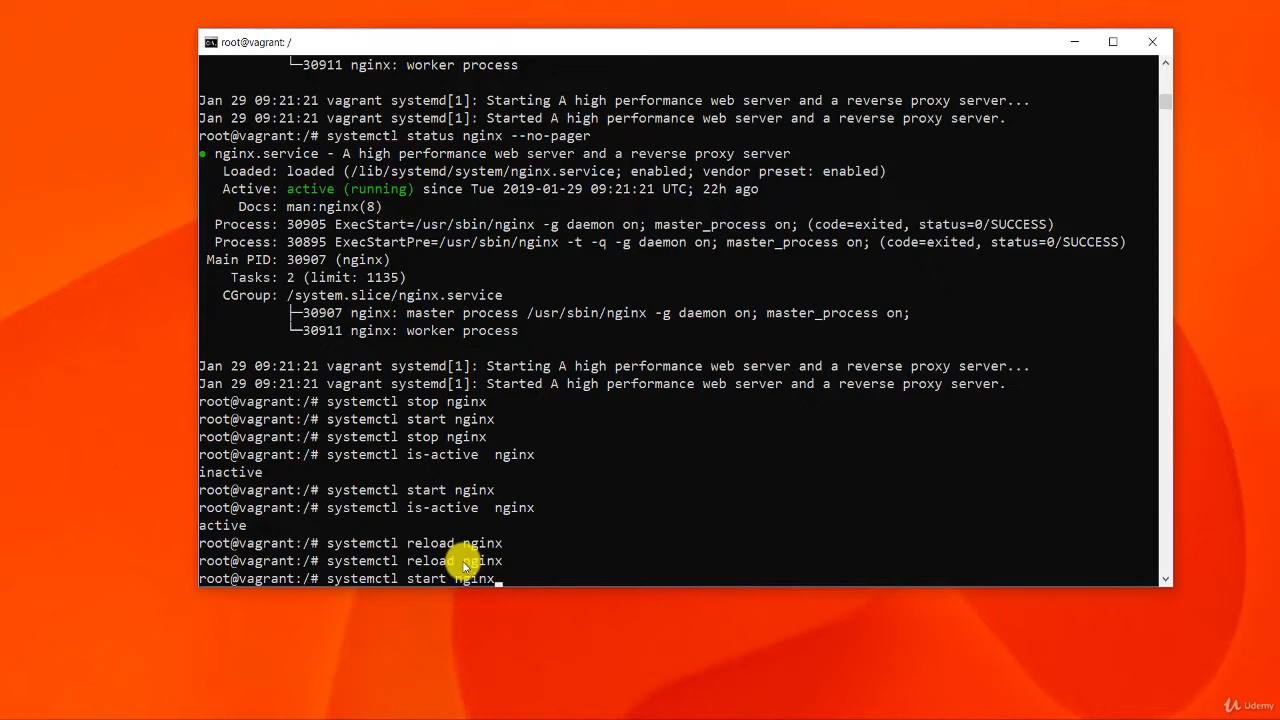 root@vagrant: /
└─30911 nginx: worker process
Jan 29 09:21:21 vagrant systemd[1]: Starting A high performance web server and a reverse proxy server...
Jan 29 09:21:21 vagrant systemd[1]: Started A high performance web server and a reverse proxy server.
root@vagrant:/# systemctl status nginx --no-pager
● nginx.service - A high performance web server and a reverse proxy server
Loaded: loaded (/lib/systemd/system/nginx.service; enabled; vendor preset: enabled)
Active: active (running) since Tue 2019-01-29 09:21:21 UTC; 22h ago
Docs: man:nginx(8)
Process: 30905 ExecStart=/usr/sbin/nginx -g daemon on; master_process on; (code=exited, status=0/SUCCESS)
Process: 30895 ExecStartPre=/usr/sbin/nginx -t -q -g daemon on; master_process on; (code=exited, status=0/SUCCESS)
Main PID: 30907 (nginx)
Tasks: 2 (limit: 1135)
CGroup: /system.slice/nginx.service
├─30907 nginx: master process /usr/sbin/nginx -g daemon on; master_process on;
└─30911 nginx: worker process
Jan 29 09:21:21 vagrant systemd[1]: Starting A high performance web server and a reverse proxy server...
Jan 29 09:21:21 vagrant systemd[1]: Started A high performance web server and a reverse proxy server.
root@vagrant:/# systemctl stop nginx
root@vagrant:/# systemctl start nginx
root@vagrant:/# systemctl stop nginx
root@vagrant:/# systemctl is-active  nginx
inactive
root@vagrant:/# systemctl start nginx
root@vagrant:/# systemctl is-active  nginx
active
root@vagrant:/# systemctl reload nginx
root@vagrant:/# systemctl reload nginx
root@vagrant:/# systemctl start nginx
Udemy